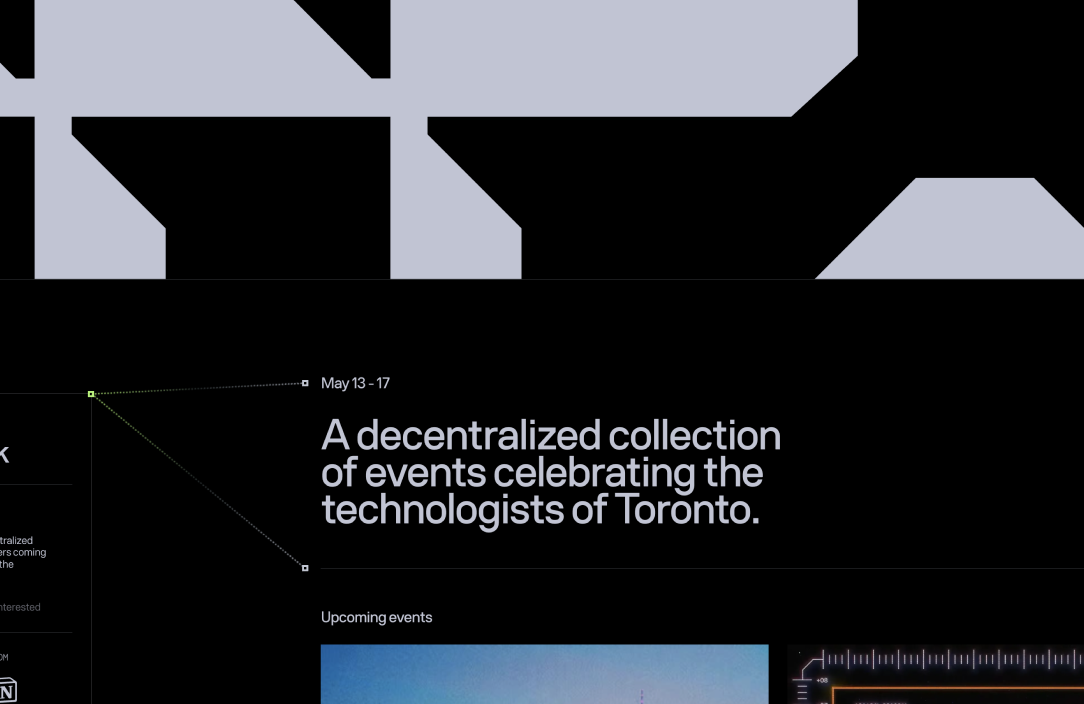 May 13 - 17
A decentralized collection
of events celebrating the
technologists of Toronto.
Upcoming events
K
tralized
ers coming
the
nterested
OM
N
+08